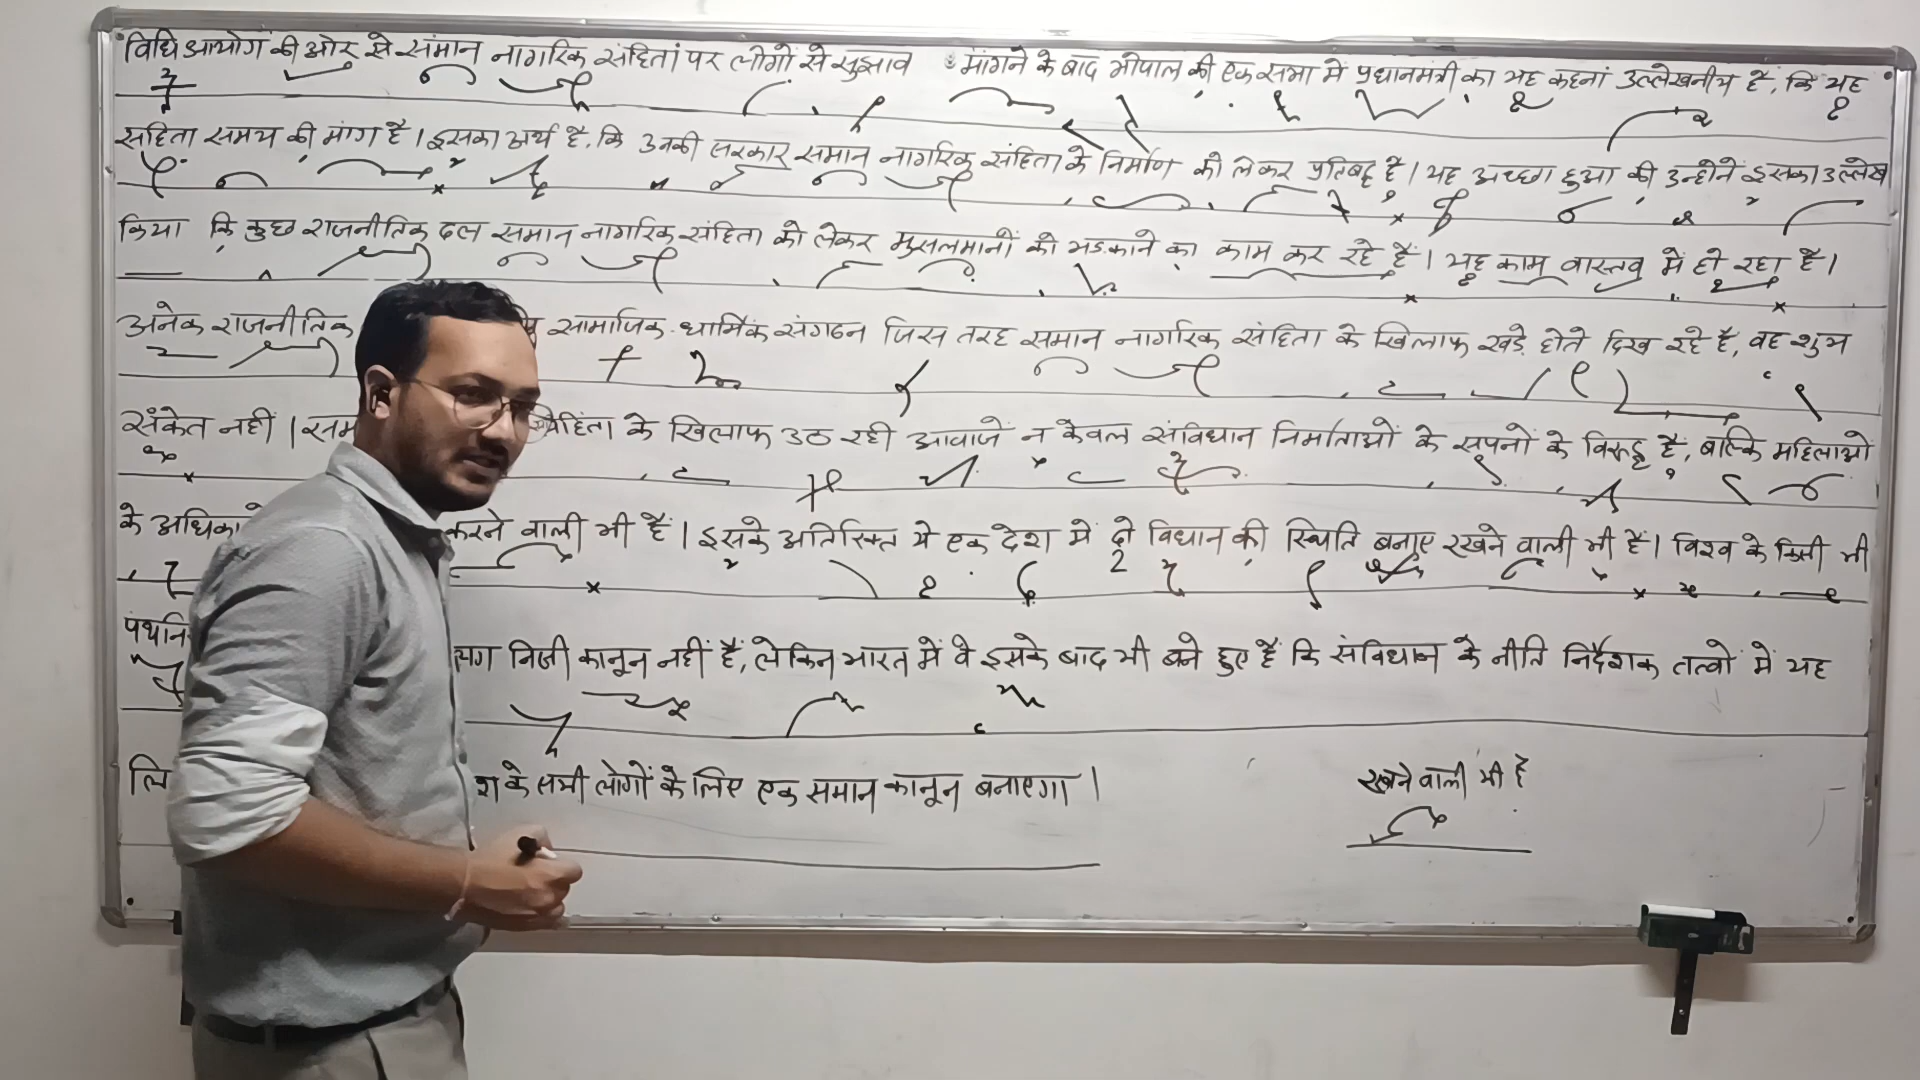 विधि आयोग की ओर से समान नागरिक संहिता पर लोगों से सुझाव मांगने के बाद भोपाल की एक सभा में प्रधानमंत्री का यह कहना उल्लेखनीय है, कि यह
संहिता समय की मांग है। इसका अर्थ है, कि उनकी सरकार समान नागरिक संहिता के निर्माण को लेकर प्रतिबद्ध है। यह अच्छा हुआ की उन्होनें इसका उल्लेख
किया कि कुछ राजनीतिक दल समान नागरिक संहिता को लेकर मुसलमानों को भड़काने का काम कर रहे हैं। यह काम वास्तव में हो रहा है।
अनेक राजनीतिक सामाजिक धार्मिक संगठन जिस तरह समान नागरिक संहिता के खिलाफ खड़े होते दिख रहे है, वह शुभ
संकेत नहीं। संहिता के खिलाफ उठ रही आवाजें न केवल संविधान निर्माताओं के सपनों के विरूद्ध है, बल्कि महिलाओं
के करने वाली भी है। इसके अतिरिक्त ये एक देश में दो विधान की स्थिति बनाए रखने वाली भी है। विश्व के किसी भी
निजी कानून नहीं हैं, लेकिन भारत में वे इसके बाद भी बने हुए हैं कि संविधान के नीति निर्देशक तत्वों में यह
के सभी लोगों के लिए एक समान कानून बनाएगा।
रखने वाली भी है